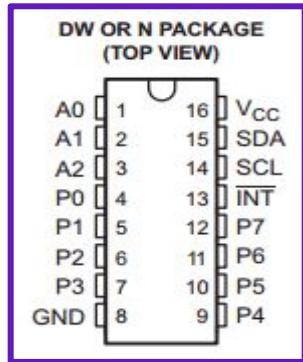 DW OR N PACKAGE
(TOP VIEW)
A0 1 16 VCC
A1 2 15 SDA
A2 3 14 SCL
P0 4 13 INT
P1 5 12 P7
P2 6 11 P6
P3 7 10 P5
GND 8 9 P4